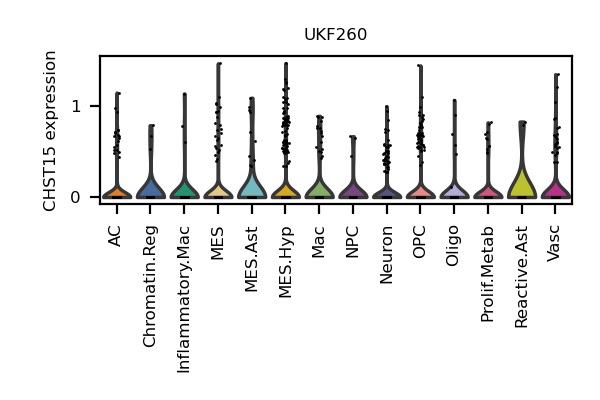 UKF260
CHST15 expression
1
0
AC
Chromatin.Reg
Inflammatory.Mac
MES
MES.Ast
MES.Hyp
Mac
NPC
Neuron
OPC
Oligo
Prolif.Metab
Reactive.Ast
Vasc